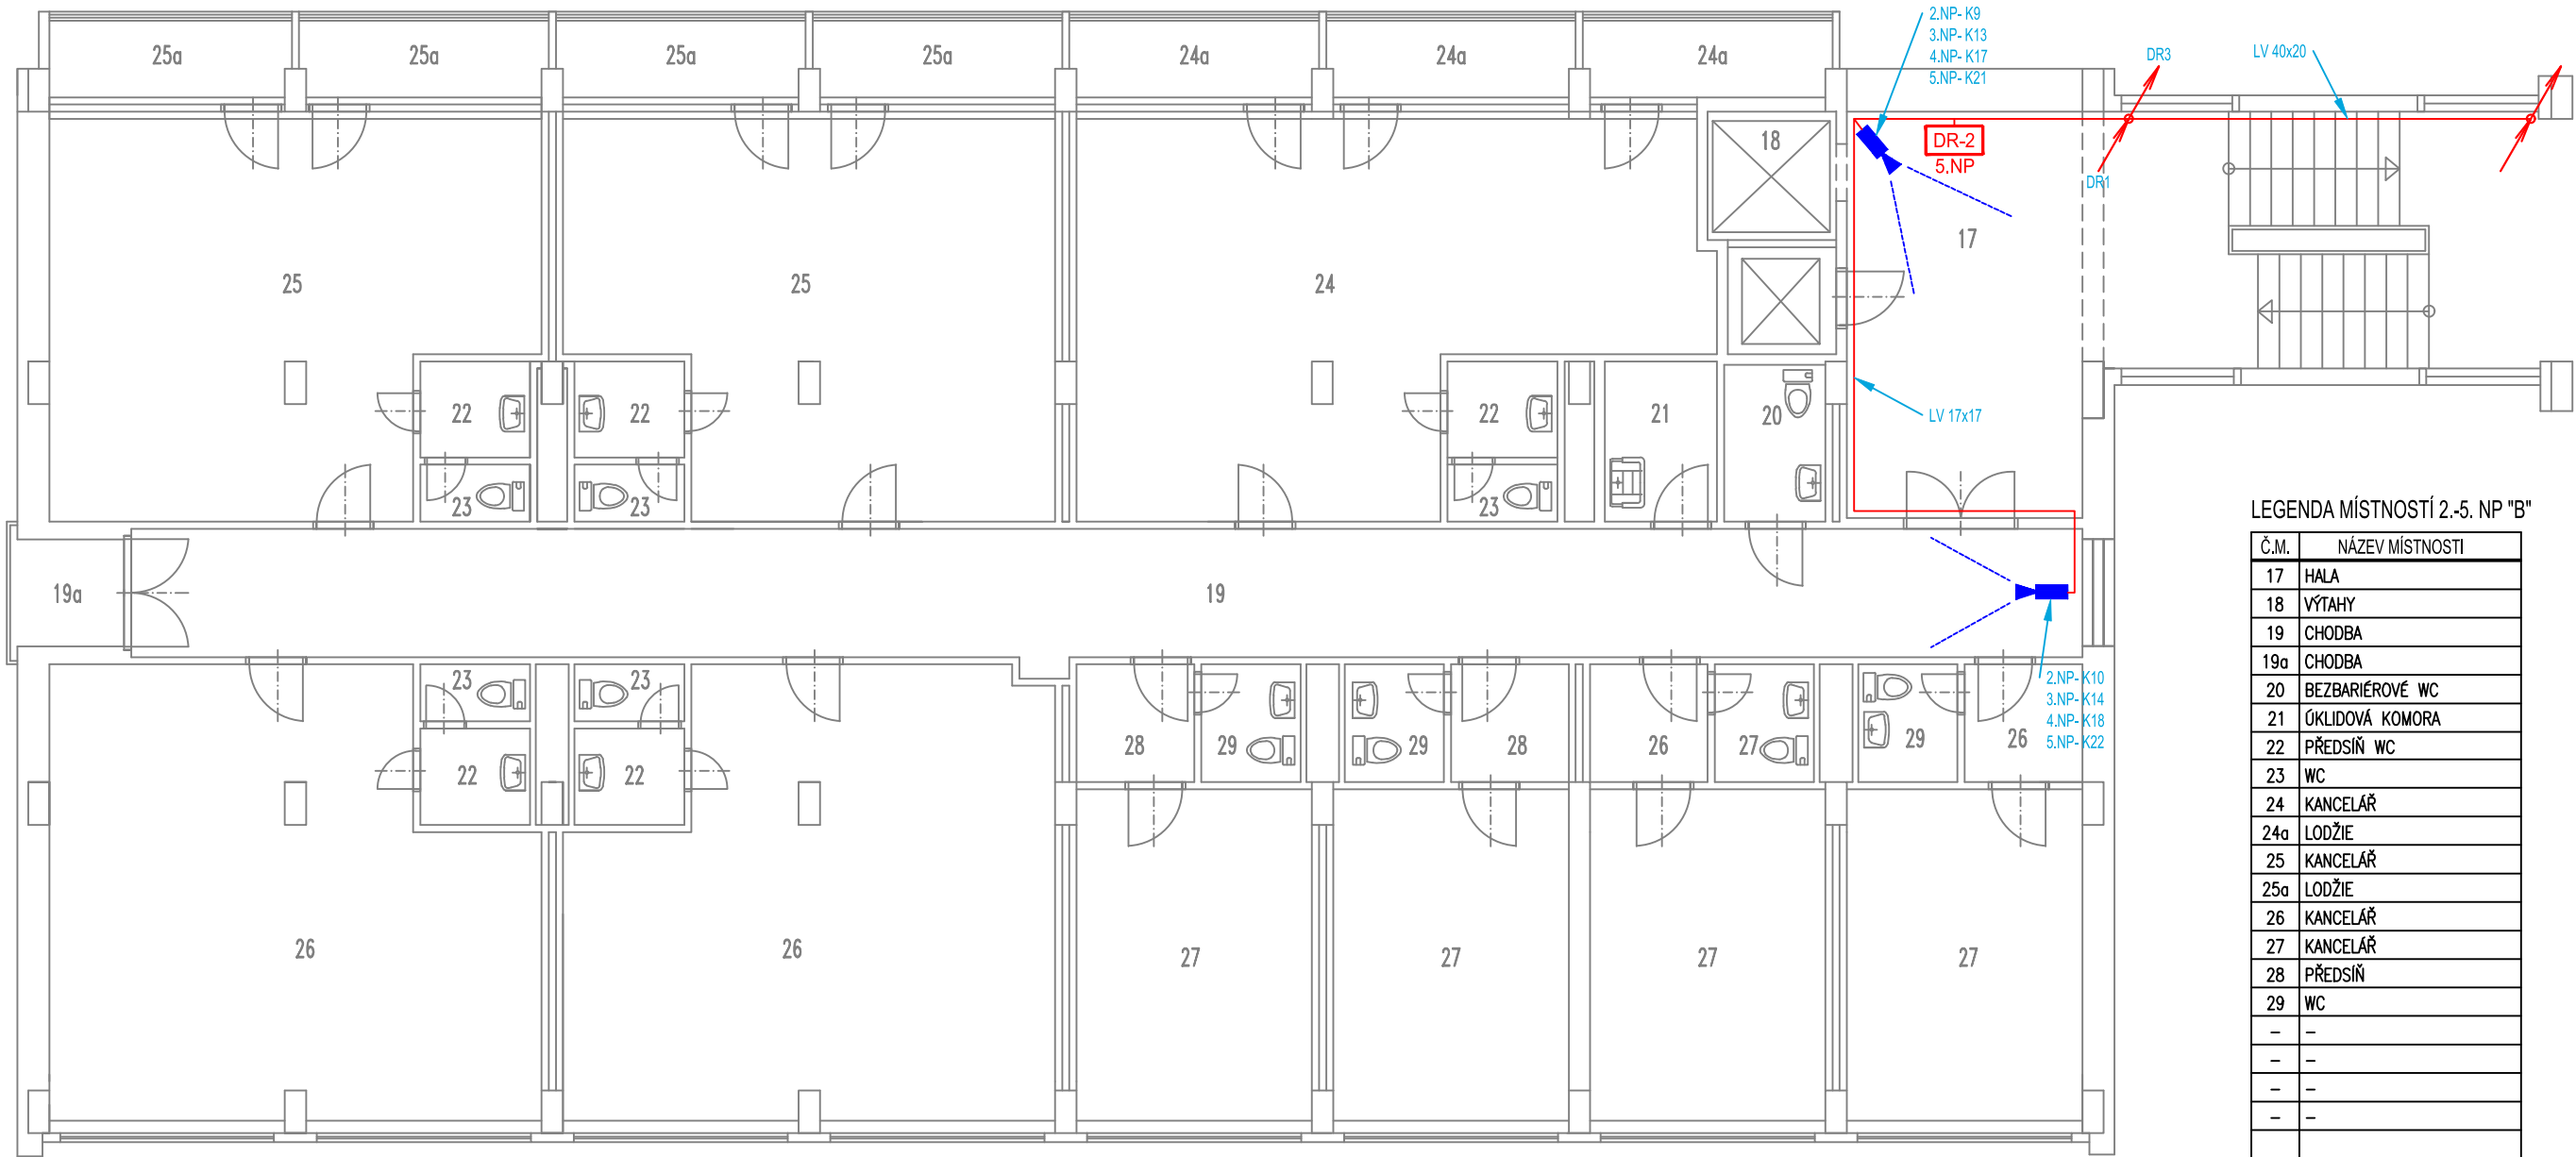 2.NP- K9
3.NP- K13
4.NP- K17
5.NP- K21
DR3
LV 40x20
25a
25a
25a
25a
24a
24a
24a
18
DR-2
5.NP
DR1
17
25
25
24
22
22
22
21
20
LV 17x17
23
23
23
19a
19
23
23
2.NP- K10
3.NP- K14
4.NP- K18
5.NP- K22
28
29
29
28
26
27
29
26
22
22
26
26
27
27
27
27
LEGENDA MÍSTNOSTÍ 2.-5. NP "B"
Č.M. NÁZEV MÍSTNOSTI
17 HALA
18 VÝTAHY
19 CHODBA
19a CHODBA
20 BEZBARIÉROVÉ WC
21 ÚKLIDOVÁ KOMORA
22 PŘEDSÍŇ WC
23 WC
24 KANCELÁŘ
24a LODŽIE
25 KANCELÁŘ
25a LODŽIE
26 KANCELÁŘ
27 KANCELÁŘ
28 PŘEDSÍŇ
29 WC
– –
– –
– –
– –